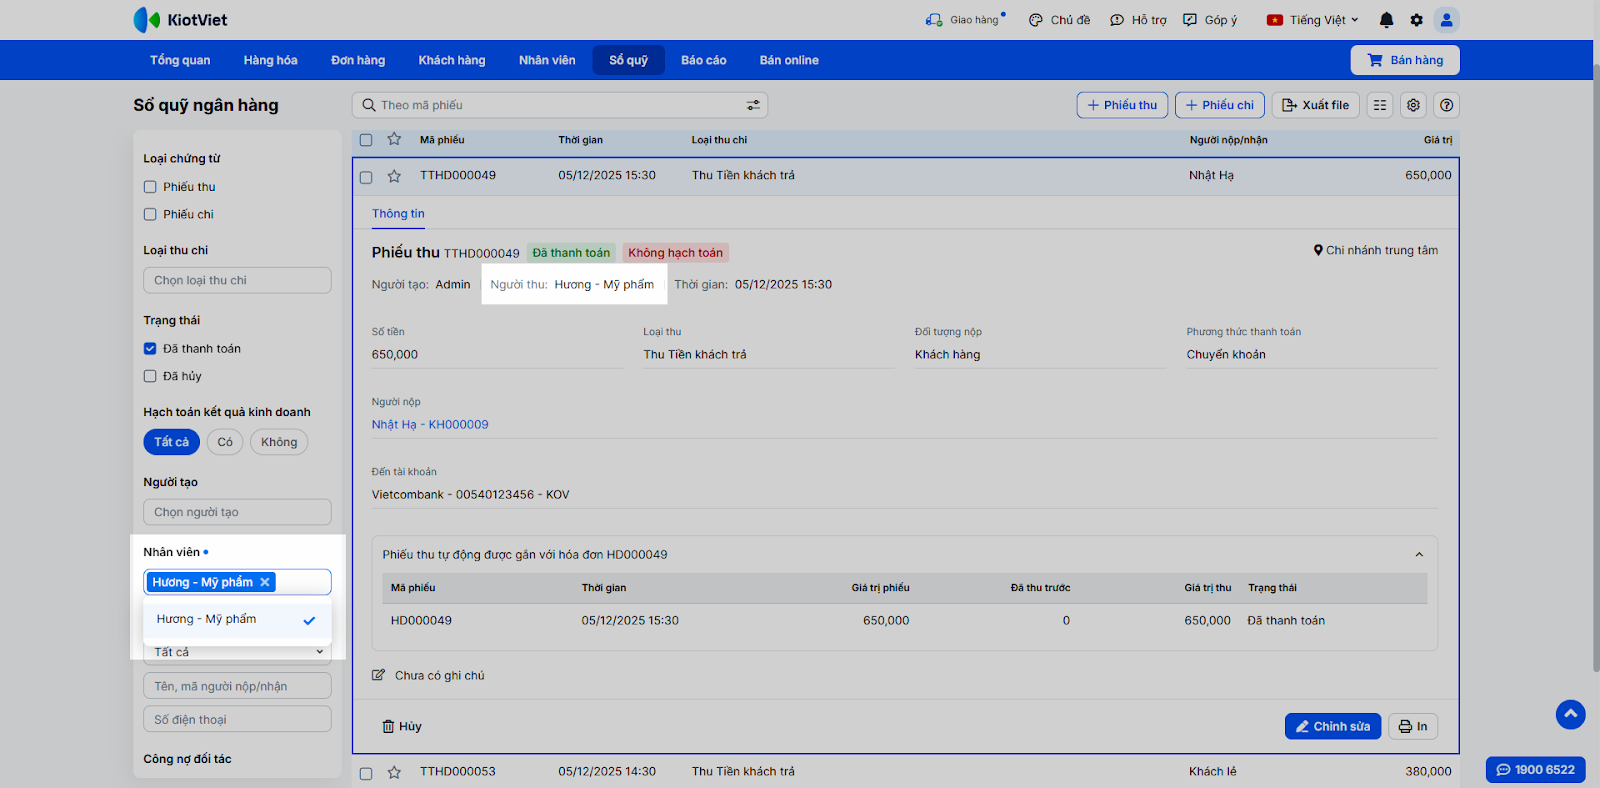 KiotViet
Giao hàng
Chủ đề
Hỗ trợ
Góp ý
Tiếng Việt
Tổng quan
Hàng hóa
Đơn hàng
Khách hàng
Nhân viên
Sổ quỹ
Báo cáo
Bán online
Bán hàng
Sổ quỹ ngân hàng
Theo mã phiếu
Phiếu thu
Phiếu chi
Xuất file
Loại chứng từ
Phiếu thu
Phiếu chi
Loại thu chi
Chọn loại thu chi
Trạng thái
Đã thanh toán
Đã hủy
Hạch toán kết quả kinh doanh
Tất cả
Có
Không
Người tạo
Chọn người tạo
Nhân viên
Hương - Mỹ phẩm
Hương - Mỹ phẩm
Tất cả
Tên, mã người nộp/nhận
Số điện thoại
Công nợ đối tác
Mã phiếu Thời gian Loại thu chi Người nộp/nhận Giá trị
TTHD000049 05/12/2025 15:30 Thu Tiền khách trả Nhật Hạ 650,000
Thông tin
Phiếu thu TTHD000049 Đã thanh toán Không hạch toán
Chi nhánh trung tâm
Người tạo: Admin Người thu: Hương - Mỹ phẩm Thời gian: 05/12/2025 15:30
Số tiền Loại thu Đối tượng nộp Phương thức thanh toán
650,000 Thu Tiền khách trả Khách hàng Chuyển khoản
Người nộp
Nhật Hạ - KH000009
Đến tài khoản
Vietcombank - 00540123456 - KOV
Phiếu thu tự động được gắn với hóa đơn HD000049
Mã phiếu Thời gian Giá trị phiếu Đã thu trước Giá trị thu Trạng thái
HD000049 05/12/2025 15:30 650,000 0 650,000 Đã thanh toán
Chưa có ghi chú
Hủy
Chỉnh sửa
In
TTHD000053 05/12/2025 14:30 Thu Tiền khách trả Khách lẻ 380,000
1900 6522